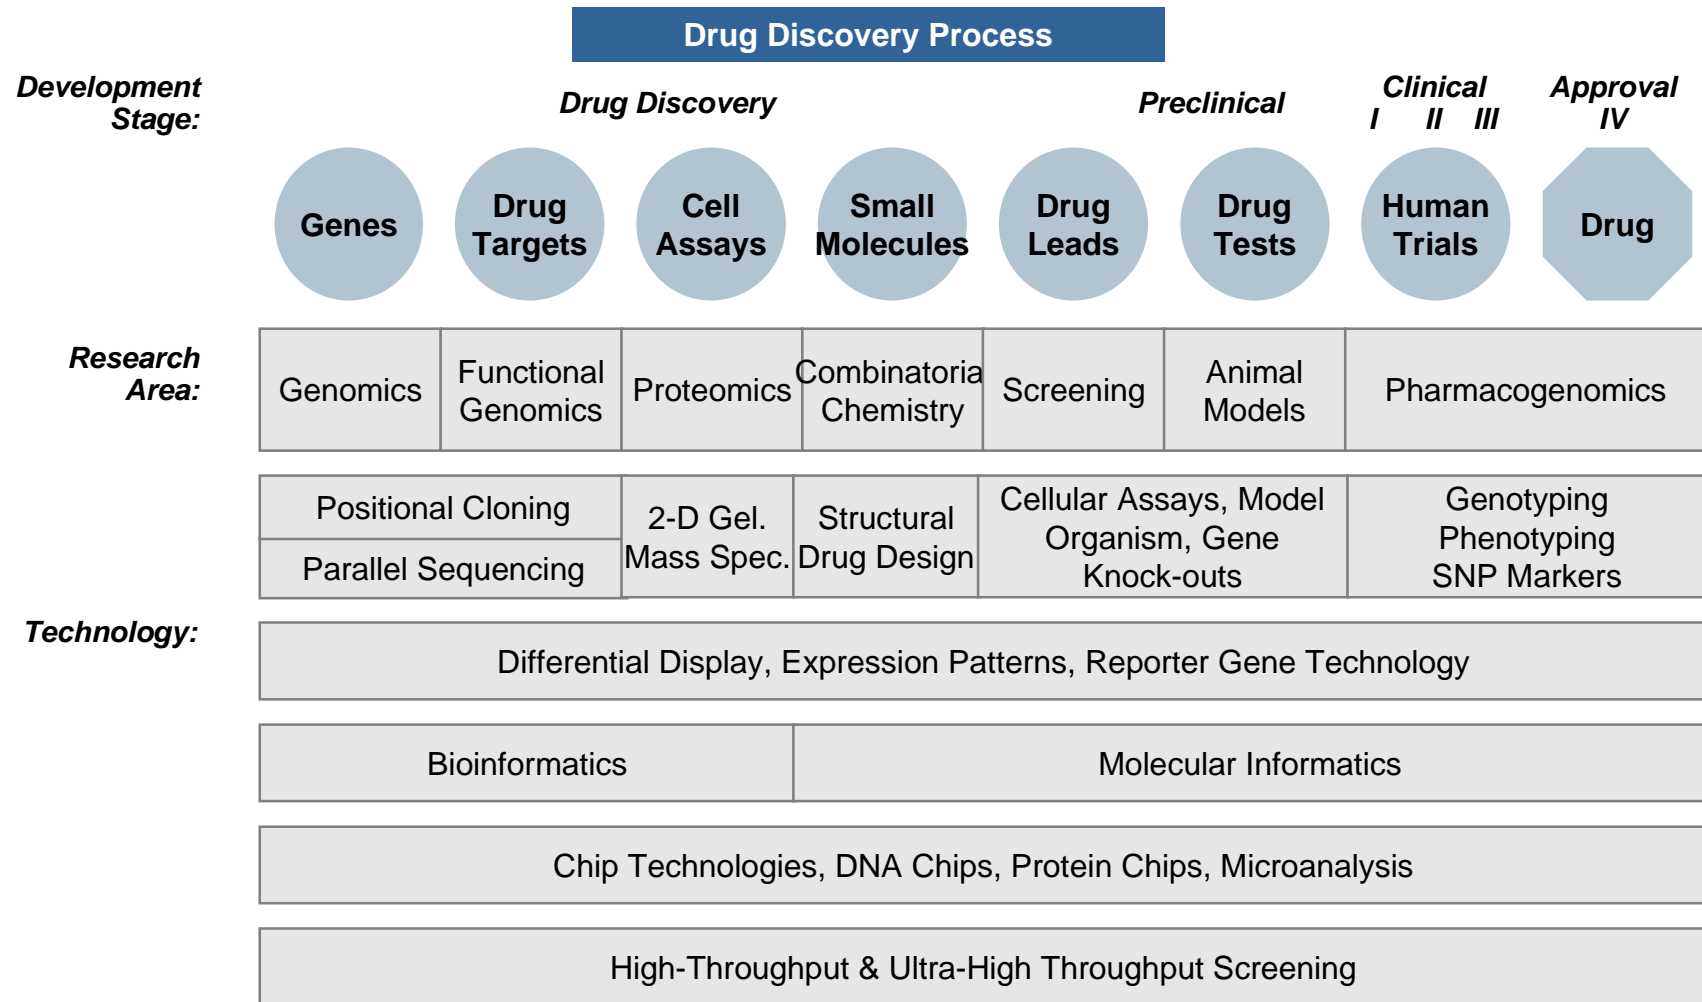 Drug Discovery Process
Development
Stage:
Drug Discovery
Preclinical
Clinical
I II III
Approval
IV
Genes
Drug
Targets
Cell
Assays
Small
Molecules
Drug
Leads
Drug
Tests
Human
Trials
Drug
Research
Area:
Genomics
Functional
Genomics
Proteomics
Combinatoria
Chemistry
Screening
Animal
Models
Pharmacogenomics
Positional Cloning
Parallel Sequencing
2-D Gel.
Mass Spec.
Structural
Drug Design
Cellular Assays, Model
Organism, Gene
Knock-outs
Genotyping
Phenotyping
SNP Markers
Technology:
Differential Display, Expression Patterns, Reporter Gene Technology
Bioinformatics
Molecular Informatics
Chip Technologies, DNA Chips, Protein Chips, Microanalysis
High-Throughput & Ultra-High Throughput Screening